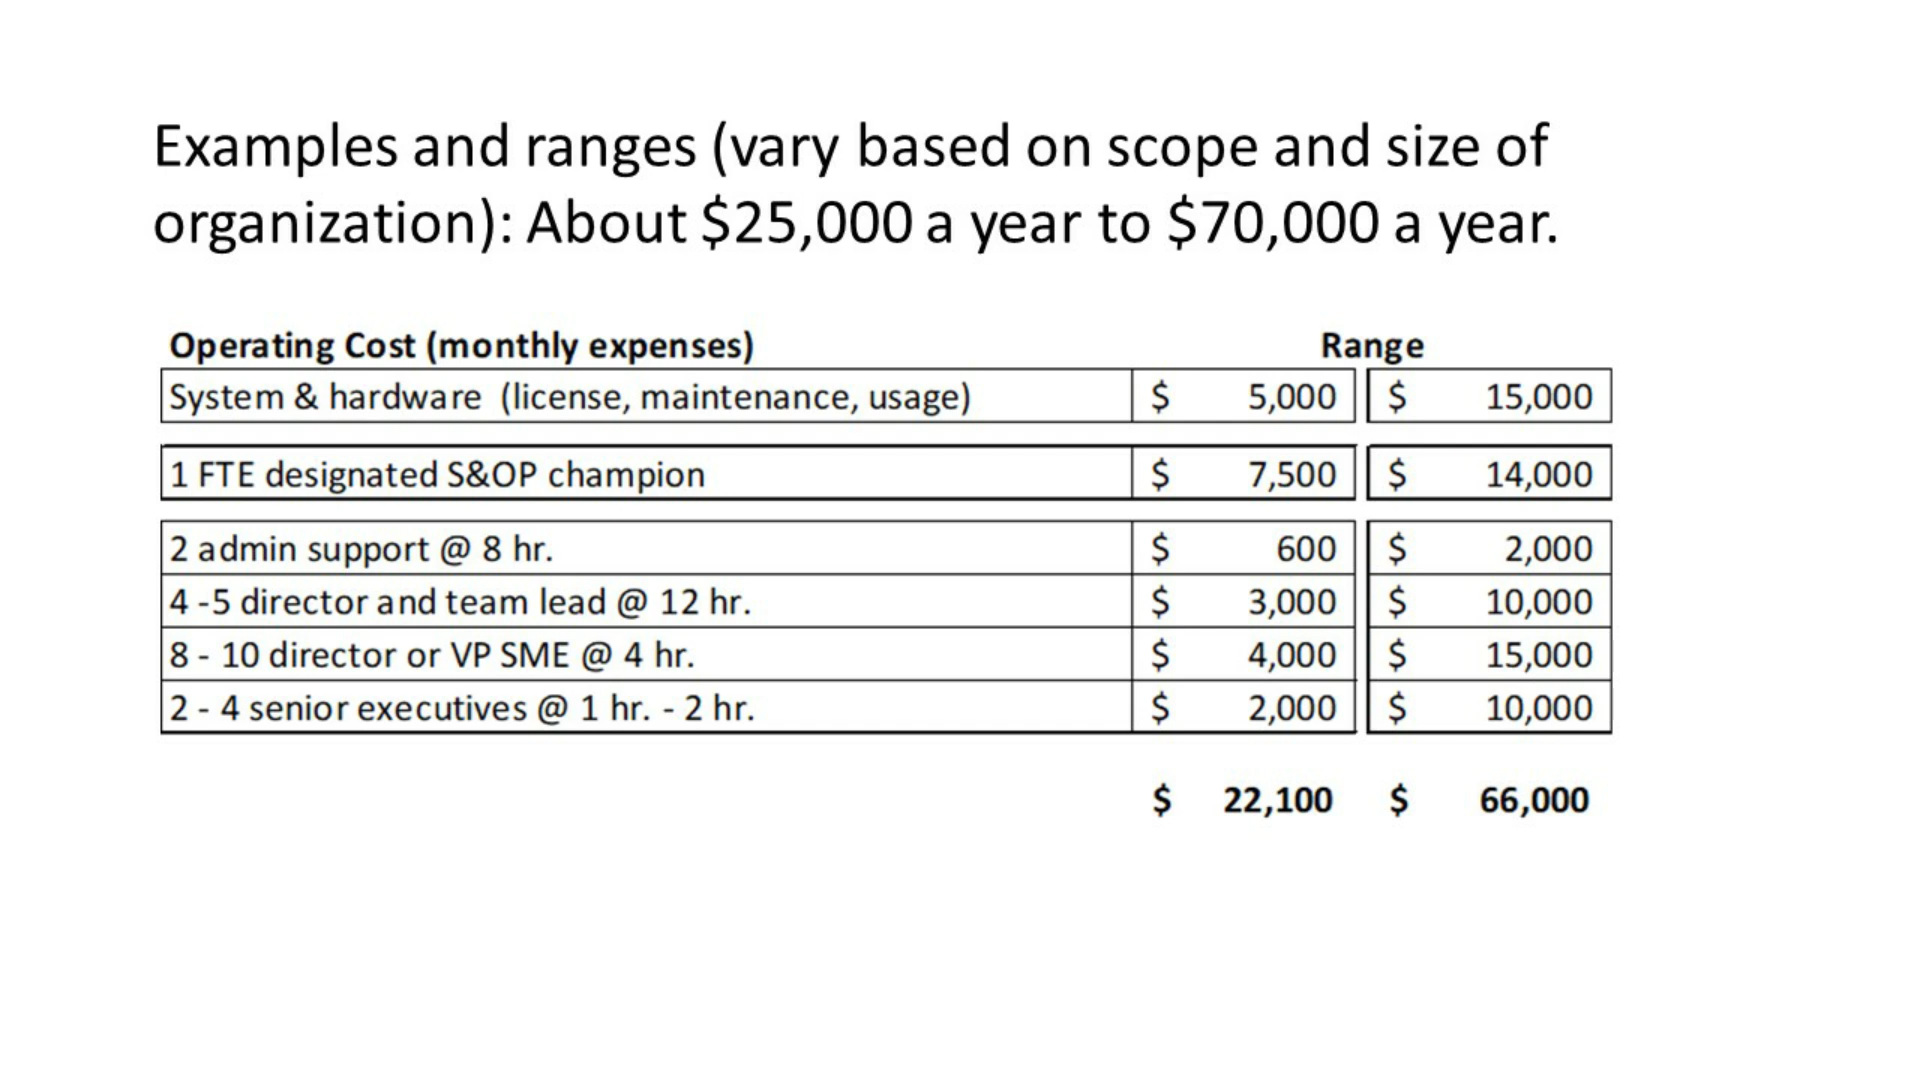 Examples and ranges (vary based on scope and size of
organization): About $25,000 a year to $70,000 a year.
Operating Cost (monthly expenses) Range
System & hardware (license, maintenance, usage) $ 5,000 $ 15,000
1 FTE designated S&OP champion $ 7,500 $ 14,000
2 admin support @ 8 hr. $ 600 $ 2,000
4 -5 director and team lead @ 12 hr. $ 3,000 $ 10,000
8 - 10 director or VP SME @ 4 hr. $ 4,000 $ 15,000
2 - 4 senior executives @ 1 hr. - 2 hr. $ 2,000 $ 10,000
$ 22,100 $ 66,000